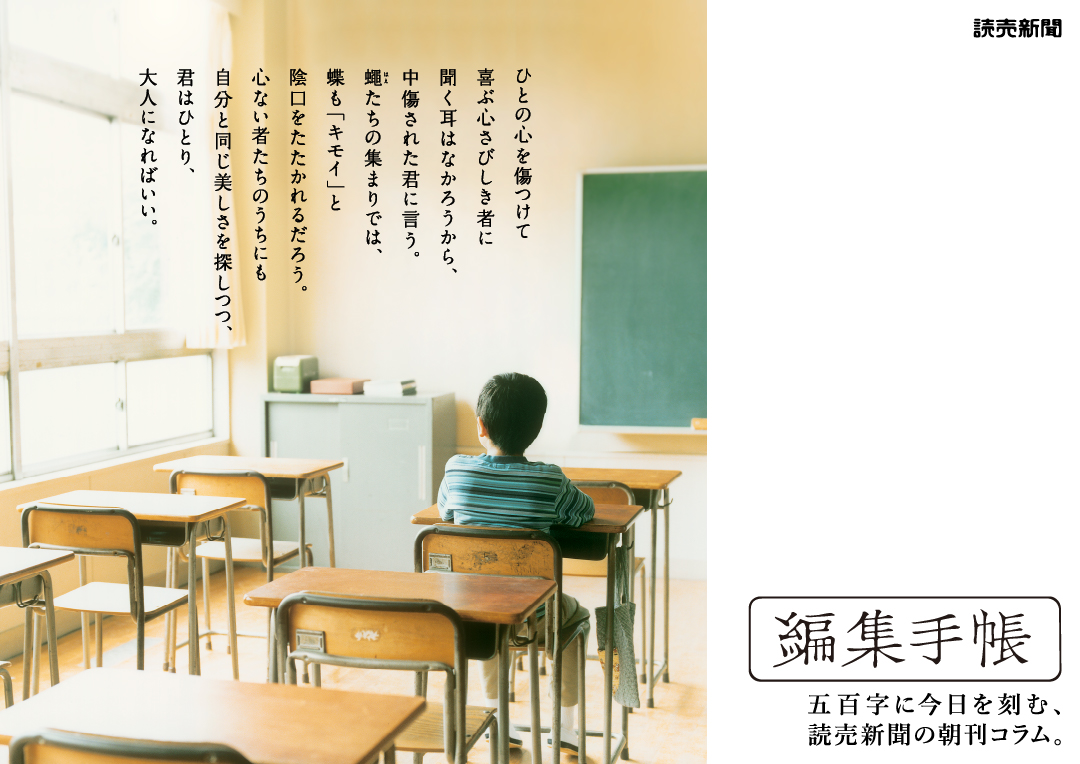 読売新聞
ひとの心を傷つけて
喜ぶ心さびしき者に
聞く耳はなかろうから、
中傷された君に言う。
蠅たちの集まりでは、
蝶も「キモイ」と
陰口をたたかれるだろう。
心ない者たちのうちにも
自分と同じ美しさを探しつつ、
君はひとり、
大人になればいい。
編集手帳
五百字に今日を刻む、
読売新聞の朝刊コラム。